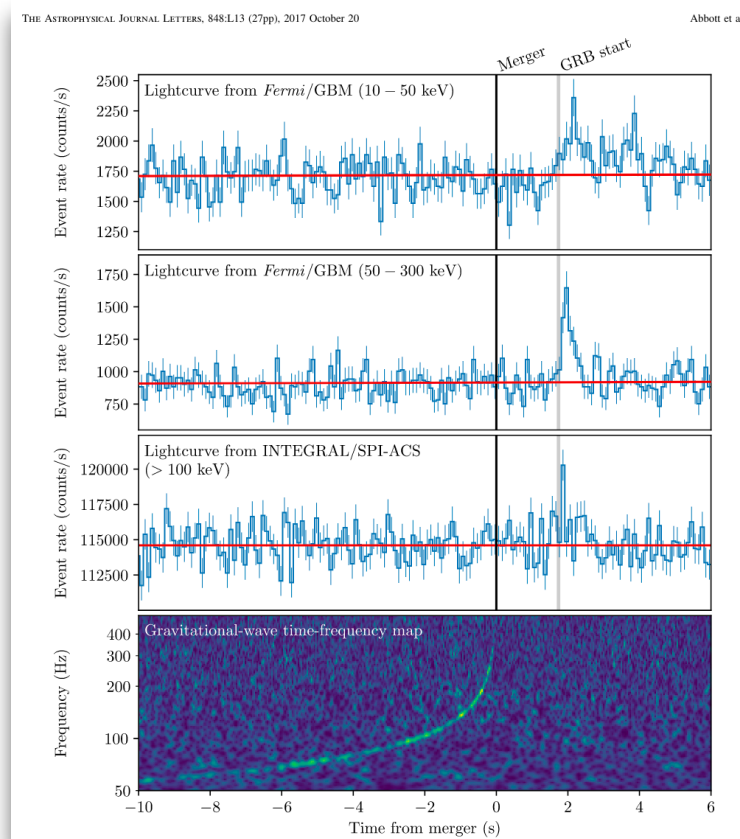 THE ASTROPHYSICAL JOURNAL LETTERS, 848:L13 (27pp), 2017 October 20
Abbott et a
Merger
GRB start
Lightcurve from Fermi/GBM (10 − 50 keV)
Event rate (counts/s)
2500
2250
2000
1750
1500
1250
Lightcurve from Fermi/GBM (50 − 300 keV)
Event rate (counts/s)
1750
1500
1250
1000
750
Lightcurve from INTEGRAL/SPI-ACS
(> 100 keV)
Event rate (counts/s)
120000
117500
115000
112500
Gravitational-wave time-frequency map
Frequency (Hz)
400
300
200
100
50
−10 −8 −6 −4 −2 0 2 4 6
Time from merger (s)